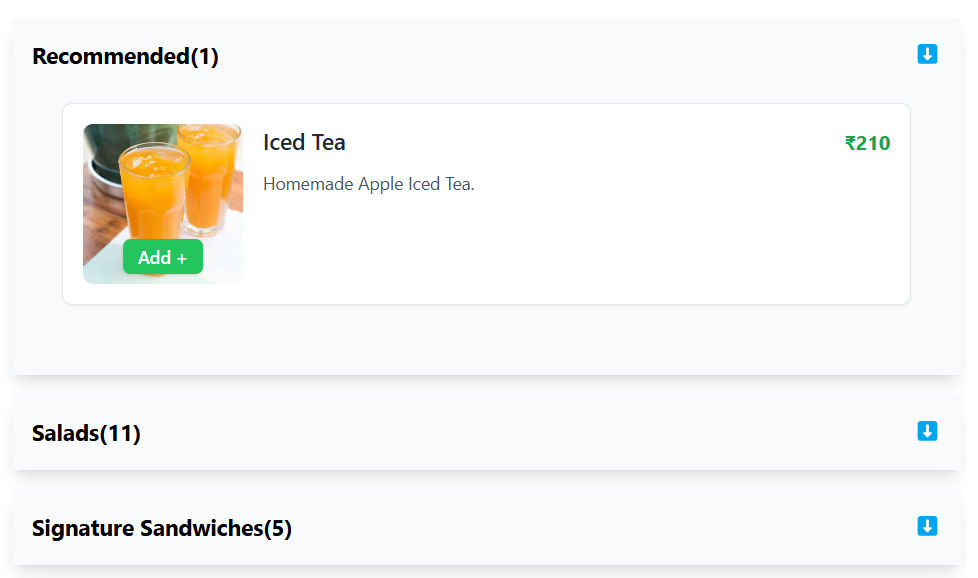 Recommended(1)
Iced Tea
₹210
Homemade Apple Iced Tea.
Add +
Salads(11)
Signature Sandwiches(5)